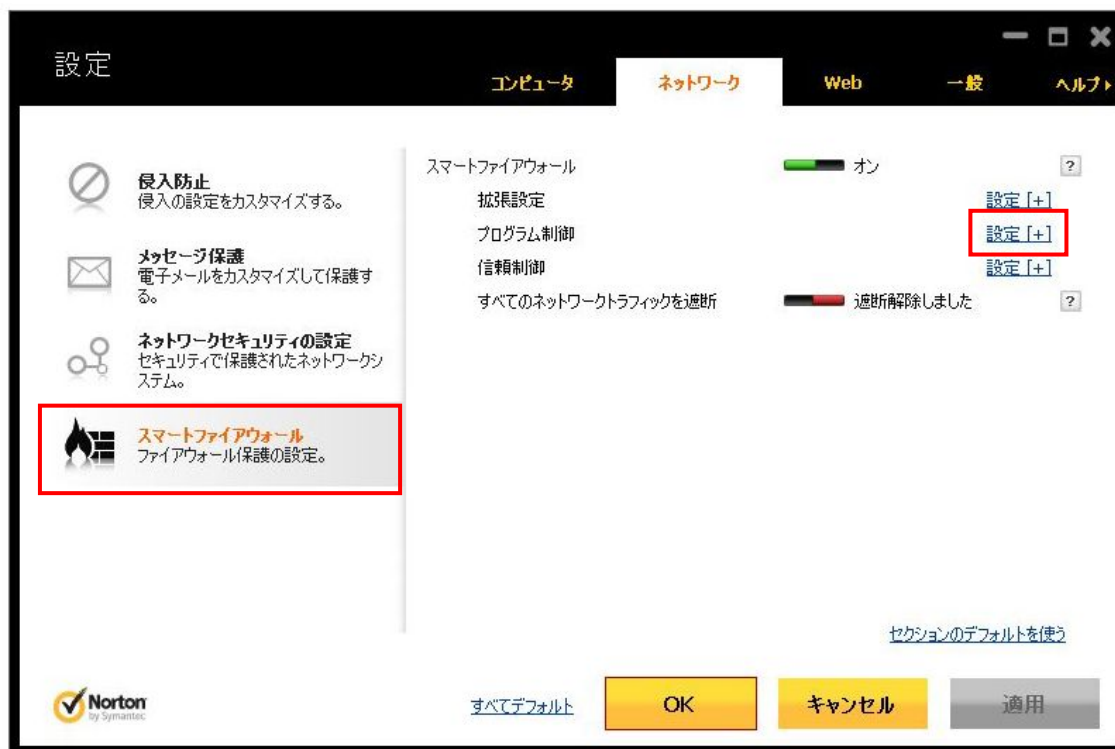 設定
コンピュータ
ネットワーク
Web
一般
ヘルプ
侵入防止
侵入の設定をカスタマイズする。
メッセージ保護
電子メールをカスタマイズして保護す
る。
ネットワークセキュリティの設定
セキュリティで保護されたネットワークシ
ステム。
スマートファイアウォール
ファイアウォール保護の設定。
スマートファイアウォール オン ?
拡張設定 設定 [+]
プログラム制御 設定 [+]
信頼制御 設定 [+]
すべてのネットワークトラフィックを遮断 遮断解除しました ?
セクションのデフォルトを使う
Norton
by Symantec
すべてデフォルト
OK
キャンセル
適用